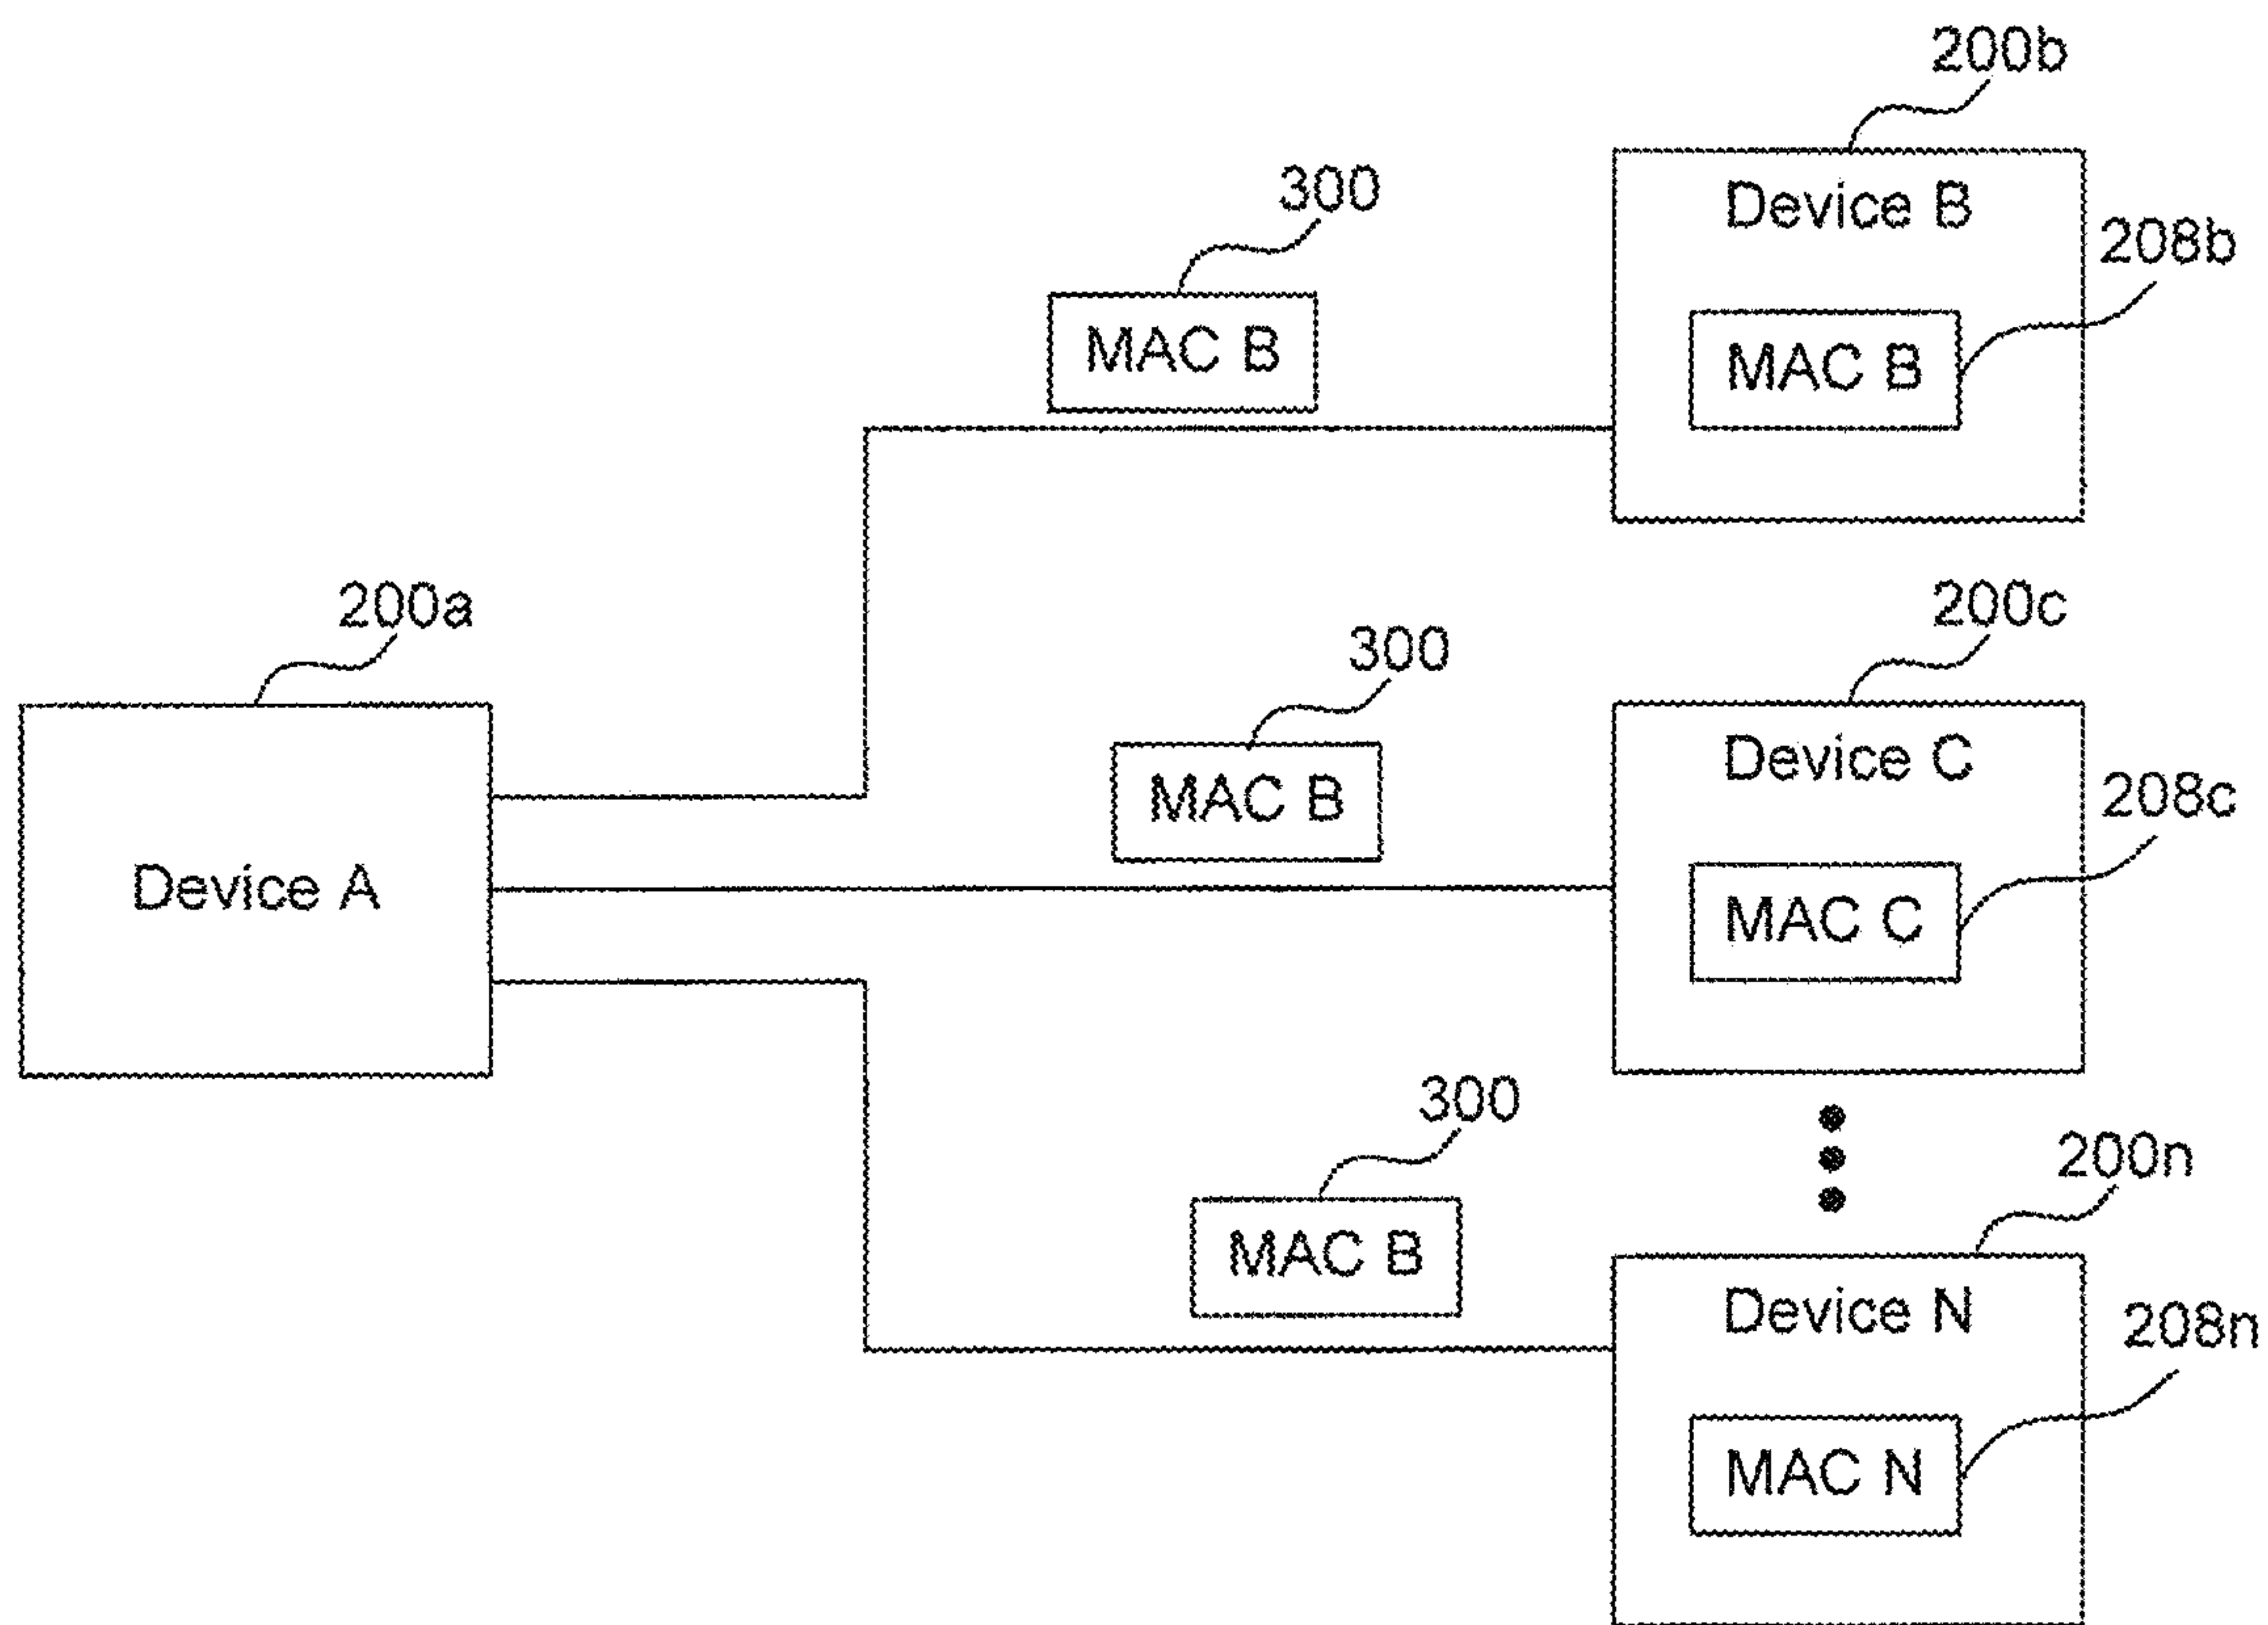 200b
300
Device B
208b
MAC B
MAC B
200a
200c
300
Device C
208c
MAC B
Device A
MAC C
300
200n
MAC B
Device N
208n
MAC N